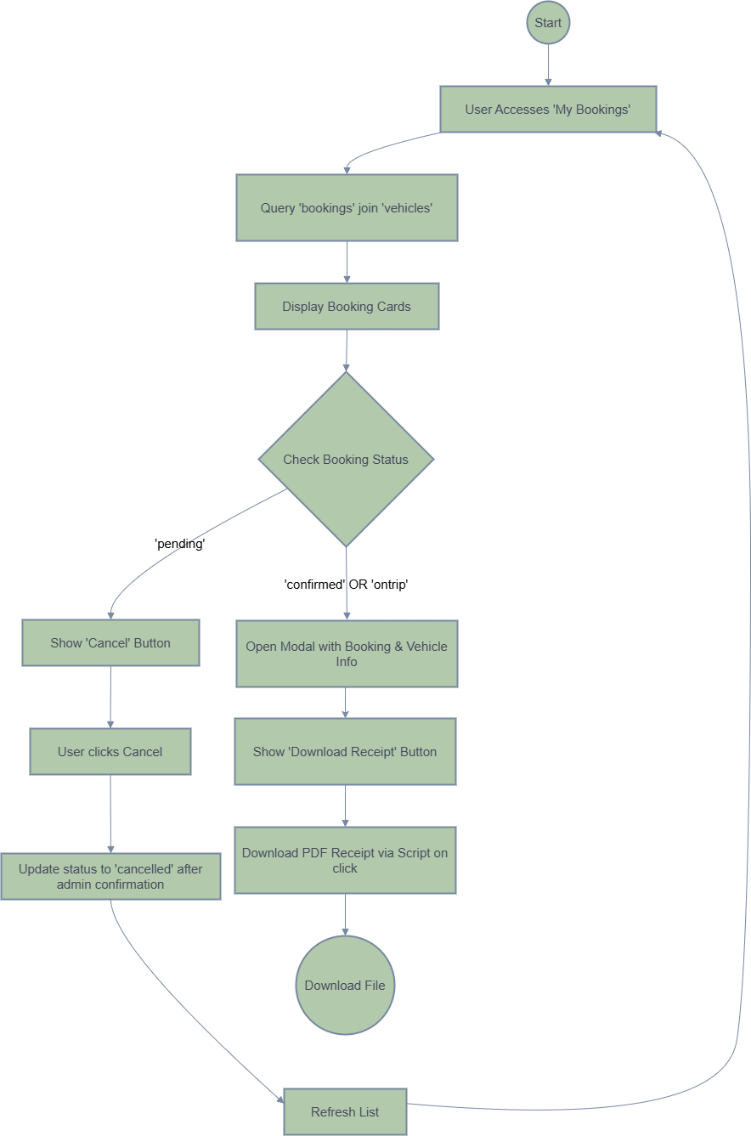 Start
User Accesses 'My Bookings'
Query 'bookings' join 'vehicles'
Display Booking Cards
Check Booking Status
'pending'
'confirmed' OR 'ontrip'
Show 'Cancel' Button
Open Modal with Booking & Vehicle
Info
User clicks Cancel
Show 'Download Receipt' Button
Update status to 'cancelled' after
admin confirmation
Download PDF Receipt via Script on
click
Download File
Refresh List